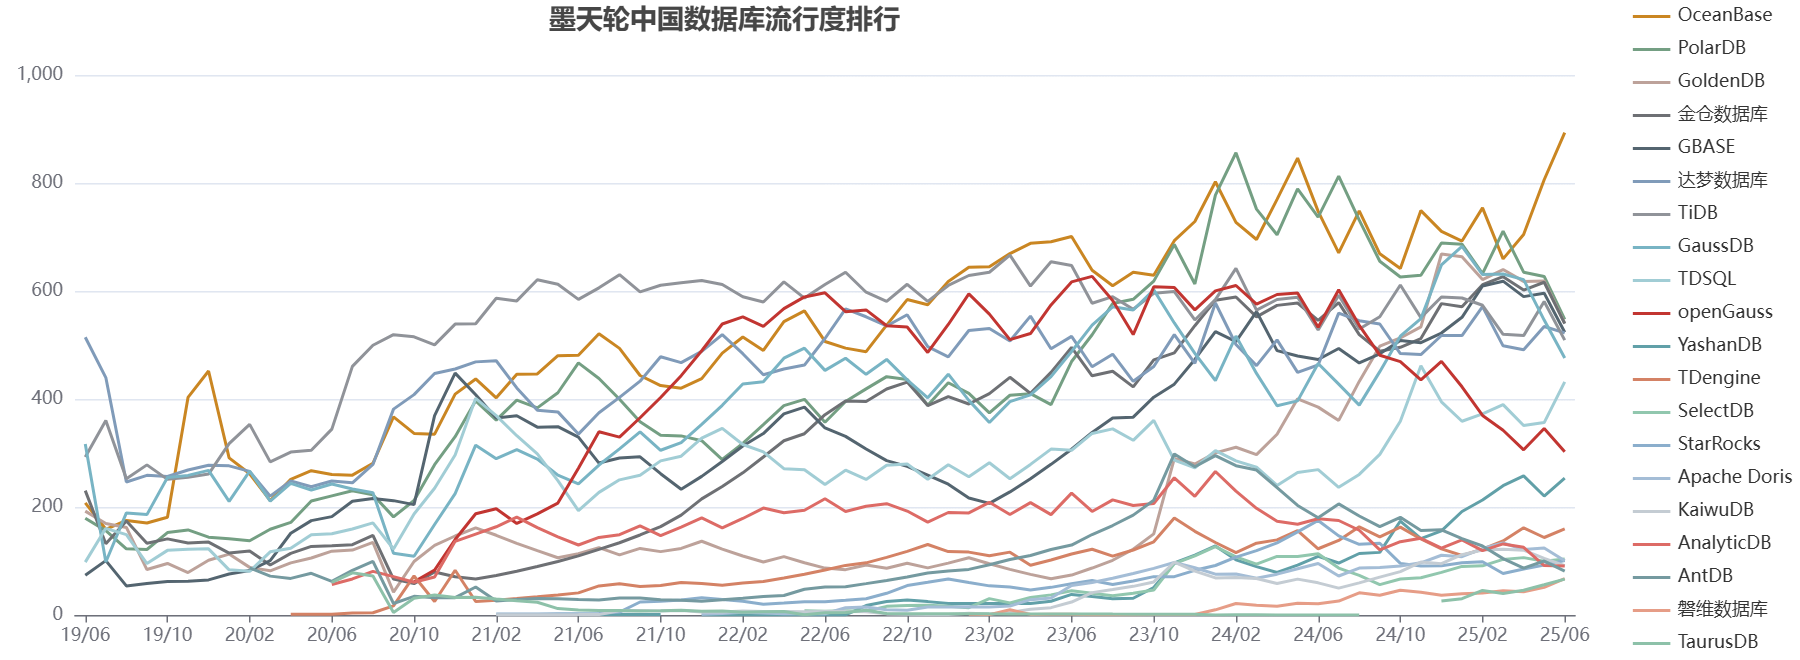 墨天轮中国数据库流行度排行
1,000
800
600
400
200
0
19/06
19/10
20/02
20/06
20/10
21/02
21/06
21/10
22/02
22/06
22/10
23/02
23/06
23/10
24/02
24/06
24/10
25/02
25/06
OceanBase
PolarDB
GoldenDB
金仓数据库
GBASE
达梦数据库
TiDB
GaussDB
TDSQL
openGauss
YashanDB
TDengine
SelectDB
StarRocks
Apache Doris
KaiwuDB
AnalyticDB
AntDB
磐维数据库
TaurusDB